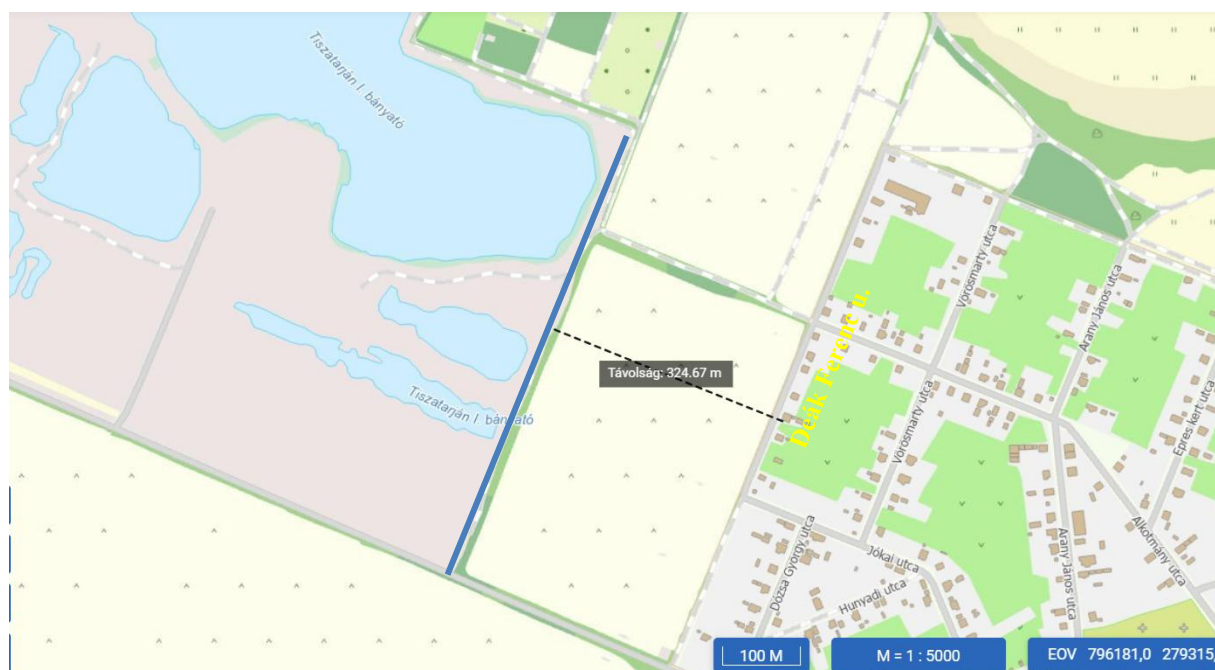 Tiszatarján I. bányató
Távolság: 324.67 m
Tiszatarján I. bányató
Deák Ferenc u.
Vörösmarty utca
Arany János utca
Vörösmarty utca
Epres kert utca
Dózsa György utca
Jókai utca
Hunyadi utca
Arany János utca
Alkotmány utca
100 M
M = 1 : 5000
EOV 796181,0 279315